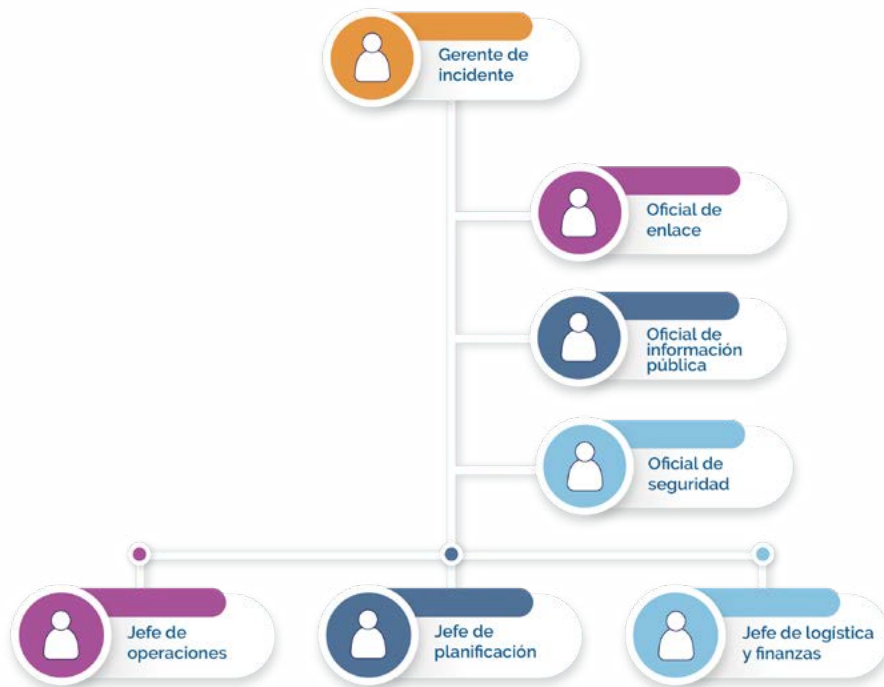 Gerente de
incidente
Oficial de
enlace
Oficial de
información
pública
Oficial de
seguridad
Jefe de
operaciones
Jefe de
planificación
Jefe de logística
y finanzas